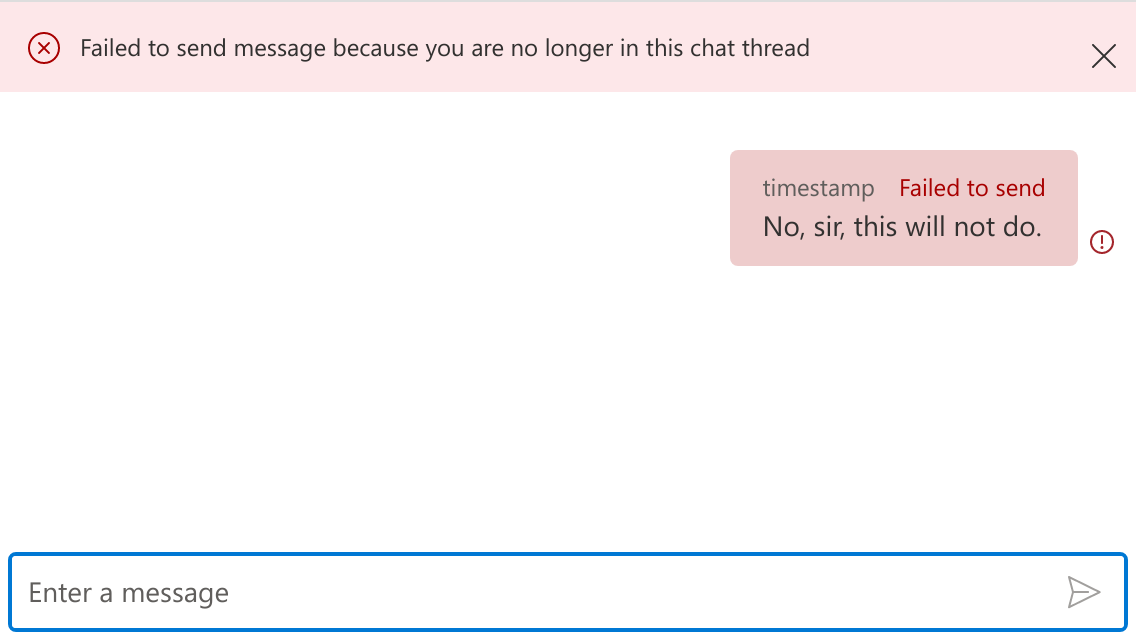 Failed to send message because you are no longer in this chat thread
timestamp Failed to send
No, sir, this will not do.
Enter a message